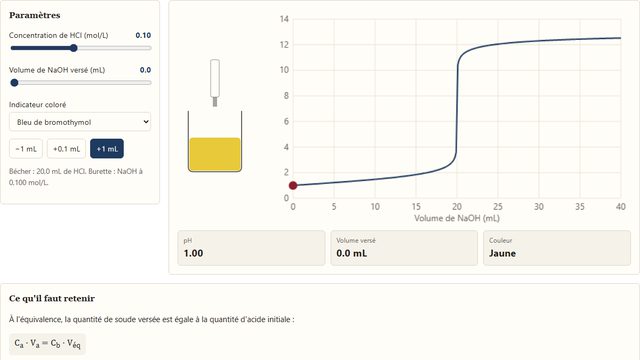 Paramètres
Concentration de HCl (mol/L) 0.10
Volume de NaOH versé (mL) 0.0
Indicateur coloré
Bleu de bromothymol
−1 mL +0.1 mL +1 mL
Bécher : 20,0 mL de HCl. Burette : NaOH à
0,100 mol/L.
14
12
10
8
6
4
2
0
0 5 10 15 20 25 30 35 40
Volume de NaOH (mL)
pH
1.00
Volume versé
0.0 mL
Couleur
Jaune
Ce qu'il faut retenir
À l'équivalence, la quantité de soude versée est égale à la quantité d'acide initiale :
Ca · Va = Cb · Véq